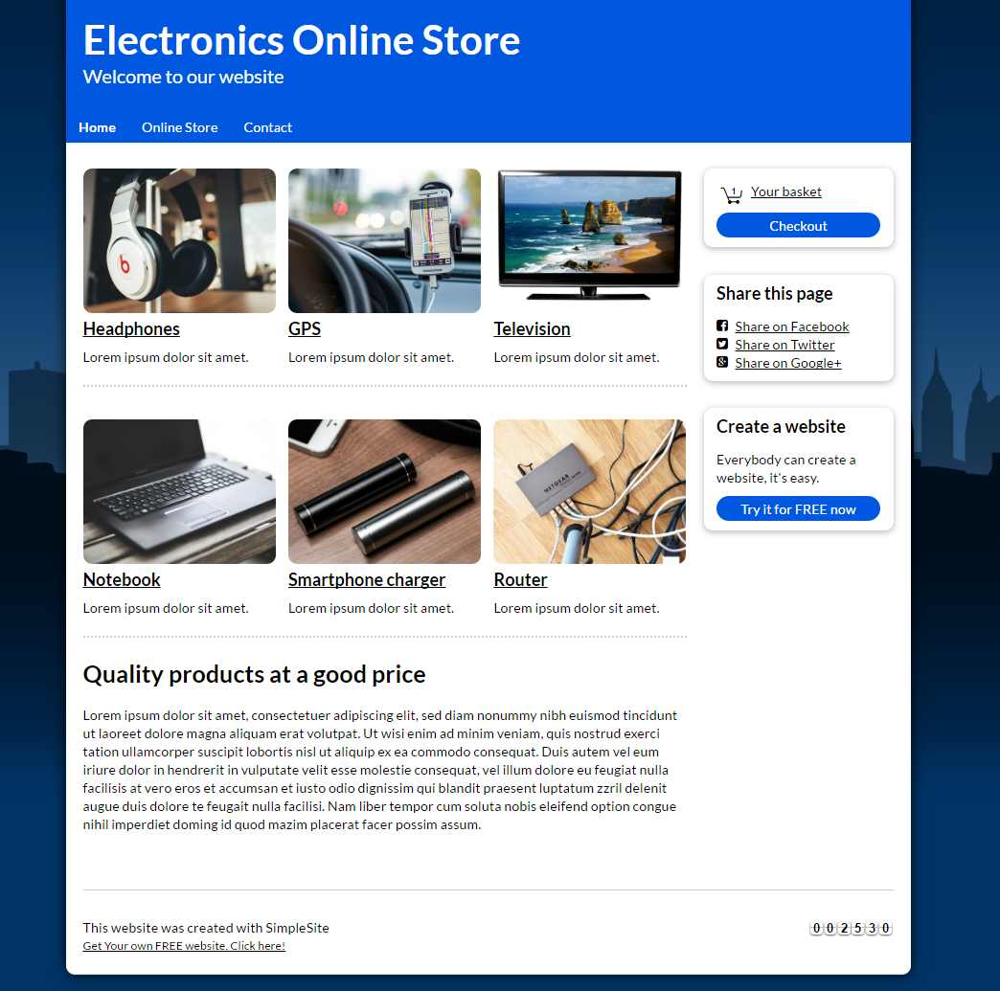 Electronics Online Store
Welcome to our website
Home
Online Store
Contact
Headphones
Lorem ipsum dolor sit amet.
GPS
Lorem ipsum dolor sit amet.
Television
Lorem ipsum dolor sit amet.
NETGEAR
Notebook
Lorem ipsum dolor sit amet.
Smartphone charger
Lorem ipsum dolor sit amet.
Router
Lorem ipsum dolor sit amet.
Quality products at a good price
Lorem ipsum dolor sit amet, consectetuer adipiscing elit, sed diam nonummy nibh euismod tincidunt
ut laoreet dolore magna aliquam erat volutpat. Ut wisi enim ad minim veniam, quis nostrud exerci
tation ullamcorper suscipit lobortis nisl ut aliquip ex ea commodo consequat. Duis autem vel eum
iriure dolor in hendrerit in vulputate velit esse molestie consequat, vel illum dolore eu feugiat nulla
facilisis at vero eros et accumsan et iusto odio dignissim qui blandit praesent luptatum zzril delenit
augue duis dolore te feugait nulla facilisi. Nam liber tempor cum soluta nobis eleifend option congue
nihil imperdiet doming id quod mazim placerat facer possim assum.
1
Your basket
Checkout
Share this page
Share on Facebook
Share on Twitter
Share on Google+
Create a website
Everybody can create a
website, it's easy.
Try it for FREE now
This website was created with SimpleSite
Get Your own FREE website. Click here!
002530